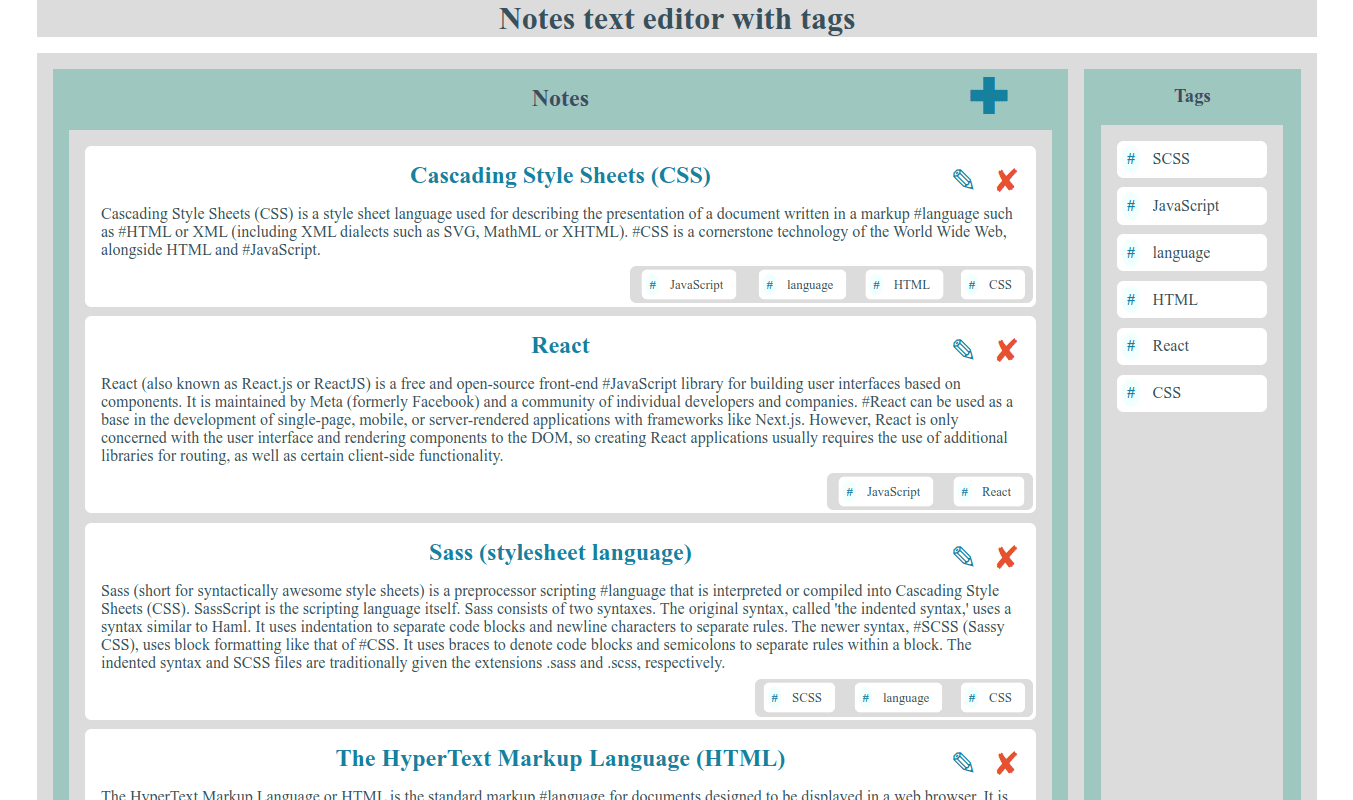 Notes text editor with tags
Notes
Cascading Style Sheets (CSS)
Cascading Style Sheets (CSS) is a style sheet language used for describing the presentation of a document written in a markup #language such
as #HTML or XML (including XML dialects such as SVG, MathML or XHTML). #CSS is a cornerstone technology of the World Wide Web,
alongside HTML and #JavaScript.
# JavaScript # language # HTML # CSS
React
React (also known as React.js or ReactJS) is a free and open-source front-end #JavaScript library for building user interfaces based on
components. It is maintained by Meta (formerly Facebook) and a community of individual developers and companies. #React can be used as a
base in the development of single-page, mobile, or server-rendered applications with frameworks like Next.js. However, React is only
concerned with the user interface and rendering components to the DOM, so creating React applications usually requires the use of additional
libraries for routing, as well as certain client-side functionality.
# JavaScript # React
Sass (stylesheet language)
Sass (short for syntactically awesome style sheets) is a preprocessor scripting #language that is interpreted or compiled into Cascading Style
Sheets (CSS). SassScript is the scripting language itself. Sass consists of two syntaxes. The original syntax, called 'the indented syntax,' uses a
syntax similar to Haml. It uses indentation to separate code blocks and newline characters to separate rules. The newer syntax, #SCSS (Sassy
CSS), uses block formatting like that of #CSS. It uses braces to denote code blocks and semicolons to separate rules within a block. The
indented syntax and SCSS files are traditionally given the extensions .sass and .scss, respectively.
# SCSS # language # CSS
The HyperText Markup Language (HTML)
The HyperText Markup Language or HTML is the standard markup #language for documents designed to be displayed in a web browser. It is
Tags
# SCSS
# JavaScript
# language
# HTML
# React
# CSS